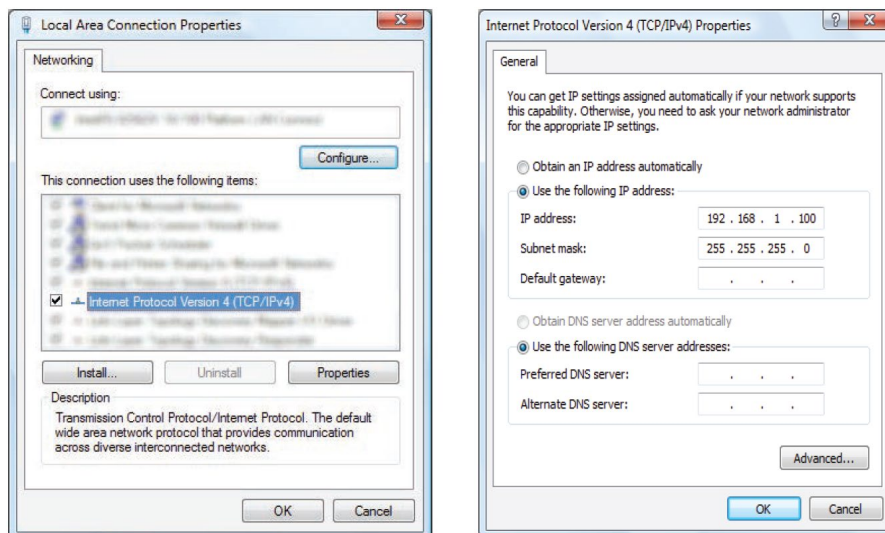 Local Area Connection Properties
Networking
Connect using:
Configure...
This connection uses the following items:
Internet Protocol Version 4 (TCP/IPv4)
Install...
Uninstall
Properties
Description
Transmission Control Protocol/Internet Protocol. The default
wide area network protocol that provides communication
across diverse interconnected networks.
OK
Cancel
Internet Protocol Version 4 (TCP/IPv4) Properties
General
You can get IP settings assigned automatically if your network supports
this capability. Otherwise, you need to ask your network administrator
for the appropriate IP settings.
Obtain an IP address automatically
Use the following IP address:
IP address: 192 . 168 . 1 . 100
Subnet mask: 255 . 255 . 255 . 0
Default gateway: . . .
Obtain DNS server address automatically
Use the following DNS server addresses:
Preferred DNS server: . . .
Alternate DNS server: . . .
Advanced...
OK
Cancel